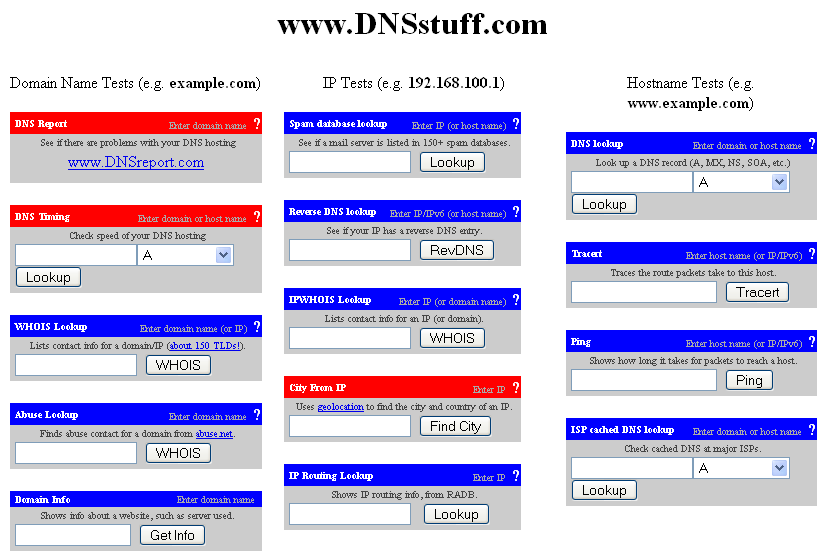 www.DNSstuff.com
Domain Name Tests (e.g. example.com)
DNS Report Enter domain name ?
See if there are problems with your DNS hosting
www.DNSreport.com
DNS Timing Enter domain or host name ?
Check speed of your DNS hosting
A
Lookup
WHOIS Lookup Enter domain name (or IP) ?
Lists contact info for a domain/IP (about 150 TLDs!).
WHOIS
Abuse Lookup Enter domain name ?
Finds abuse contact for a domain from abuse.net.
WHOIS
Domain Info Enter domain name
Shows info about a website, such as server used.
Get Info
IP Tests (e.g. 192.168.100.1)
Spam database lookup Enter IP (or host name) ?
See if a mail server is listed in 150+ spam databases.
Lookup
Reverse DNS lookup Enter IP/IPv6 (or host name) ?
See if your IP has a reverse DNS entry.
RevDNS
IPWHOIS Lookup Enter IP (or domain name) ?
Lists contact info for an IP (or domain).
WHOIS
City From IP Enter IP ?
Uses geolocation to find the city and country of an IP.
Find City
IP Routing Lookup Enter IP ?
Shows IP routing info, from RADB.
Lookup
Hostname Tests (e.g.
www.example.com)
DNS lookup Enter domain or host name ?
Look up a DNS record (A, MX, NS, SOA, etc.)
A
Lookup
Tracert Enter host name (or IP/IPv6) ?
Traces the route packets take to this host.
Tracert
Ping Enter host name (or IP/IPv6) ?
Shows how long it takes for packets to reach a host.
Ping
ISP cached DNS lookup Enter domain or host name ?
Check cached DNS at major ISPs.
A
Lookup